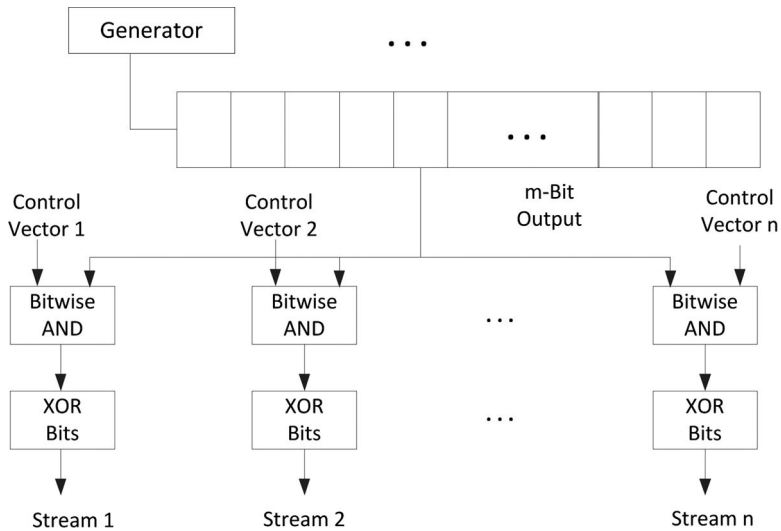 Generator
...
...
m-Bit
Output
Control
Vector 1
Control
Vector 2
Control
Vector n
Bitwise
AND
Bitwise
AND
...
Bitwise
AND
XOR
Bits
XOR
Bits
...
XOR
Bits
Stream 1
Stream 2
Stream n